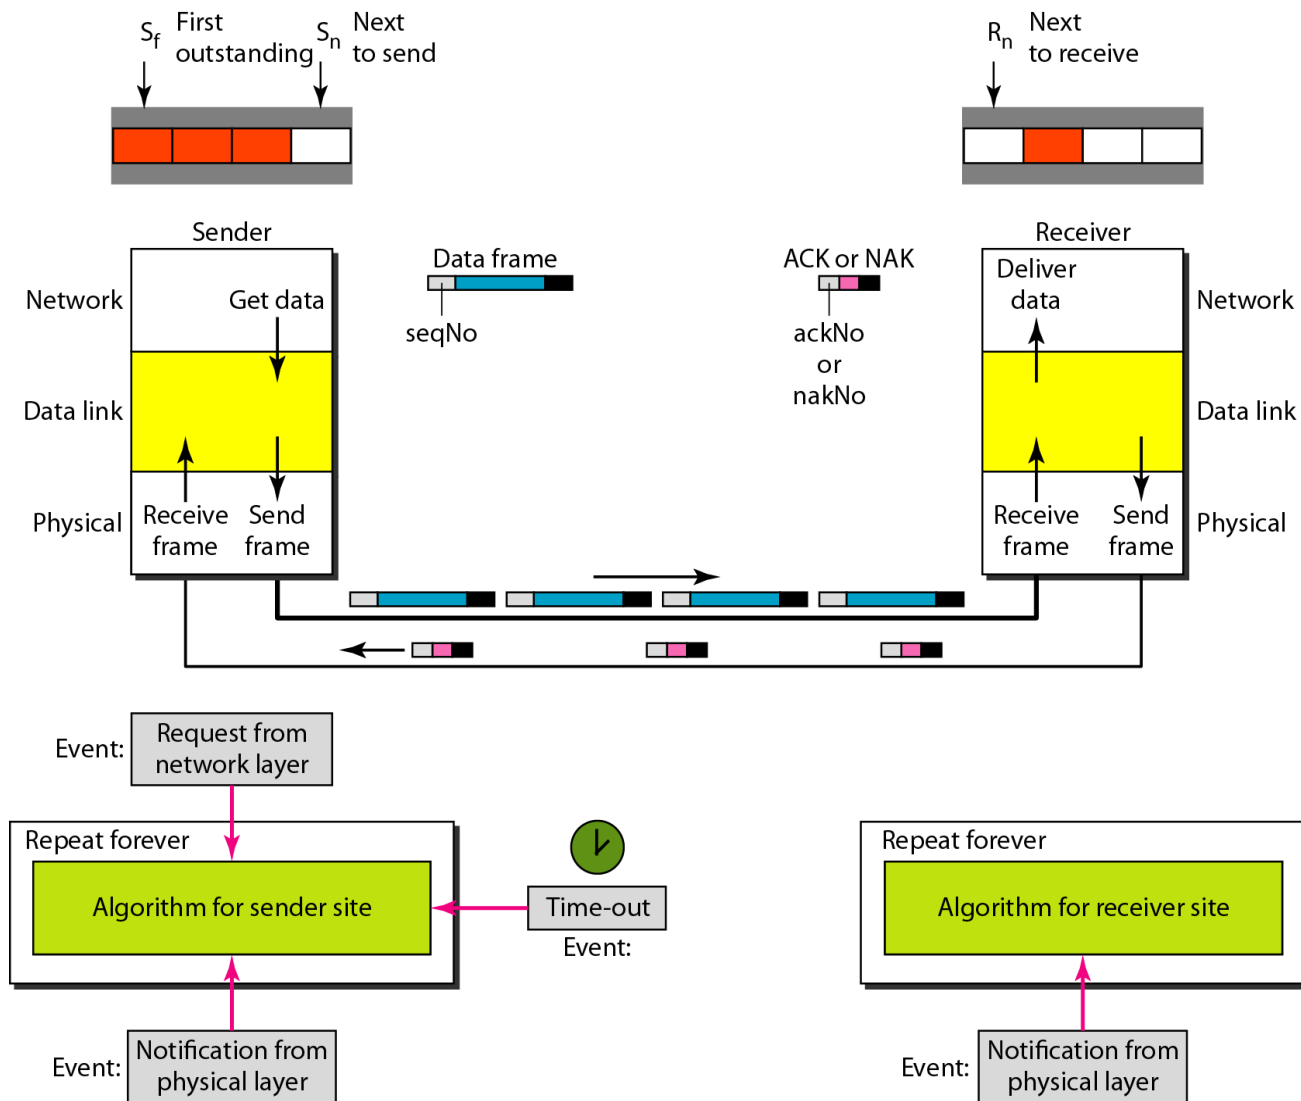 Sf First
outstanding
Sn Next
to send
Rn Next
to receive
Sender
Data frame
ACK or NAK
Receiver
Network
Get data
seqNo
ackNo
or
nakNo
Deliver
data
Network
Data link
Data link
Physical
Receive
frame
Send
frame
Receive
frame
Send
frame
Physical
Event:
Request from
network layer
Repeat forever
Algorithm for sender site
Time-out
Event:
Repeat forever
Algorithm for receiver site
Event:
Notification from
physical layer
Event:
Notification from
physical layer